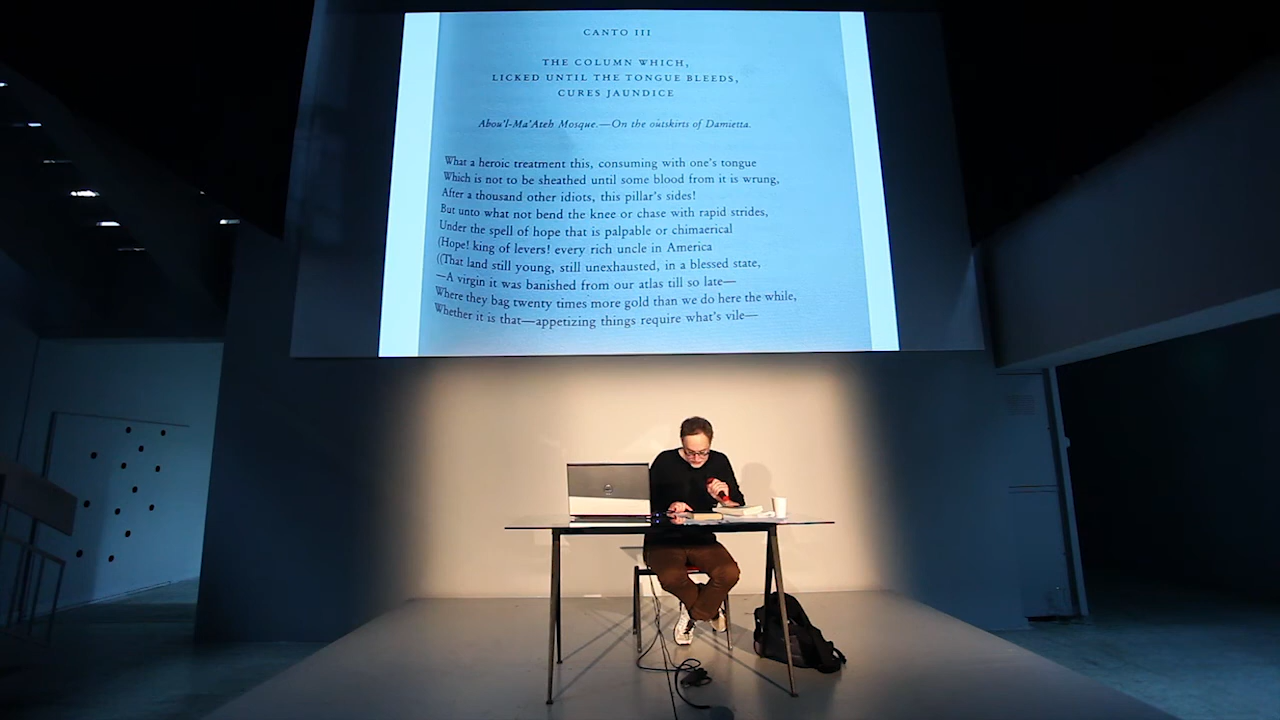 CANTO III
THE COLUMN WHICH,
LICKED UNTIL THE TONGUE BLEEDS,
CURES JAUNDICE
Abou'l-Ma'Ateh Mosque.—On the outskirts of Damietta.
What a heroic treatment this, consuming with one's tongue
Which is not to be sheathed until some blood from it is wrung,
After a thousand other idiots, this pillar's sides!
But unto what not bend the knee or chase with rapid strides,
Under the spell of hope that is palpable or chimaerical
(Hope! king of levers! every rich uncle in America
((That land still young, still unexhausted, in a blessed state,
—A virgin it was banished from our atlas till so late—
Where they bag twenty times more gold than we do here the while,
Whether it is that—appetizing things require what's vile—